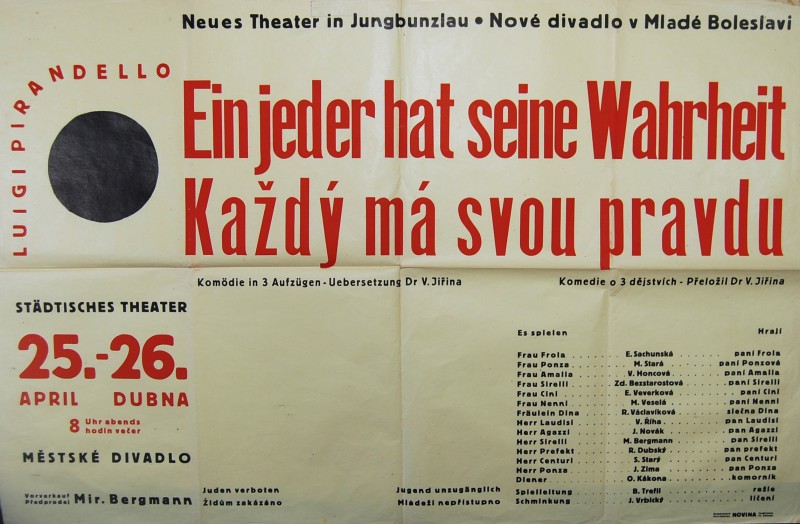 Neues Theater in Jungbunzlau • Nové divadlo v Mladé Boleslavi
LUIGI PIRANDELLO
Ein jeder hat seine Wahrheit
Každý má svou pravdu
Komödie in 3 Aufzügen - Uebersetzung Dr V. Jiřina
Komedie o 3 dějstvích - Přeložil Dr V. Jiřina
STÄDTISCHES THEATER
25.-26.
APRIL DUBNA
8 Uhr abends
hodin večer
MĚSTSKÉ DIVADLO
Vorverkauf
Předprodej Mir. Bergmann
Es spielen Hrají
Frau Frola E. Sachunská paní Frola
Frau Ponza M. Stará paní Ponzová
Frau Amalia V. Honcová paní Amalia
Frau Sirelli Zd. Bezstarostová paní Sirelli
Frau Cini E. Veverková paní Cini
Frau Nenni M. Veselá paní Nenni
Fräulein Dina R. Václavíková slečna Dina
Herr Laudisi V. Říha pan Laudisi
Herr Agazzi J. Novák pan Agazzi
Herr Sirelli M. Bergmann pan Sirelli
Herr Prefekt R. Dubský pan prefekt
Herr Centuri S. Starý pan Centuri
Herr Ponza J. Zima pan Ponza
Diener O. Kákona komorník
Spielleitung B. Trefil režie
Schminkung J. Vrbický líčení
Juden verboten
Židům zakázáno
Jugend unzugänglich
Mládeži nepřístupno
NOVINA